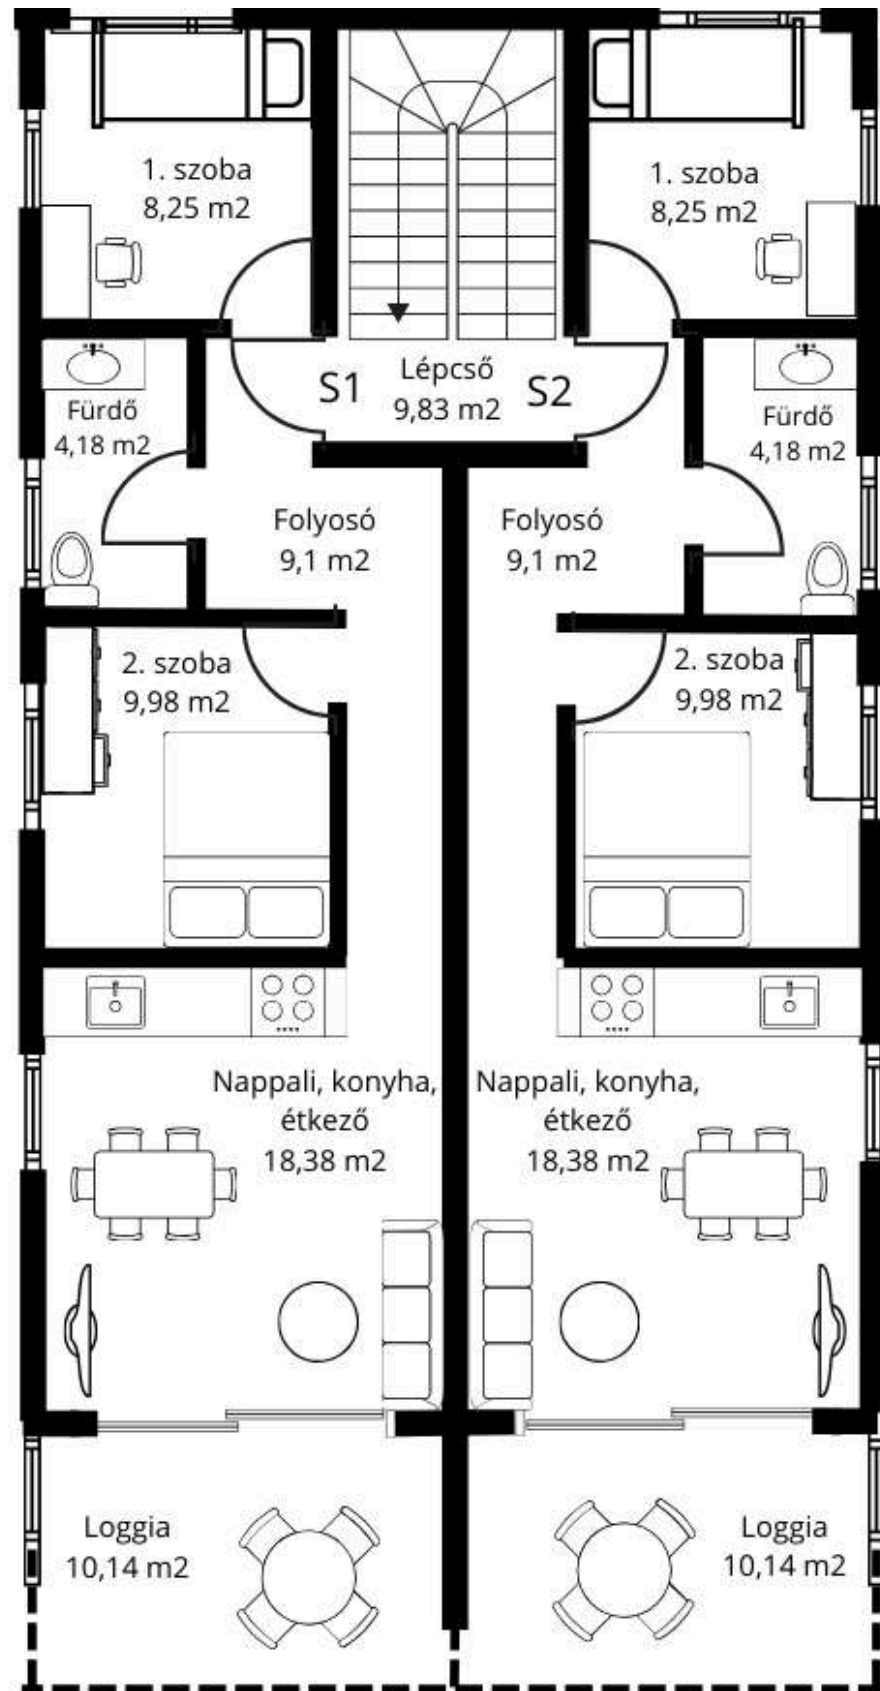 1. szoba
8,25 m2
1. szoba
8,25 m2
S1
Lépcső
9,83 m2
S2
Fürdő
4,18 m2
Fürdő
4,18 m2
Folyosó
9,1 m2
Folyosó
9,1 m2
2. szoba
9,98 m2
2. szoba
9,98 m2
Nappali, konyha,
étkező
18,38 m2
Nappali, konyha,
étkező
18,38 m2
Loggia
10,14 m2
Loggia
10,14 m2